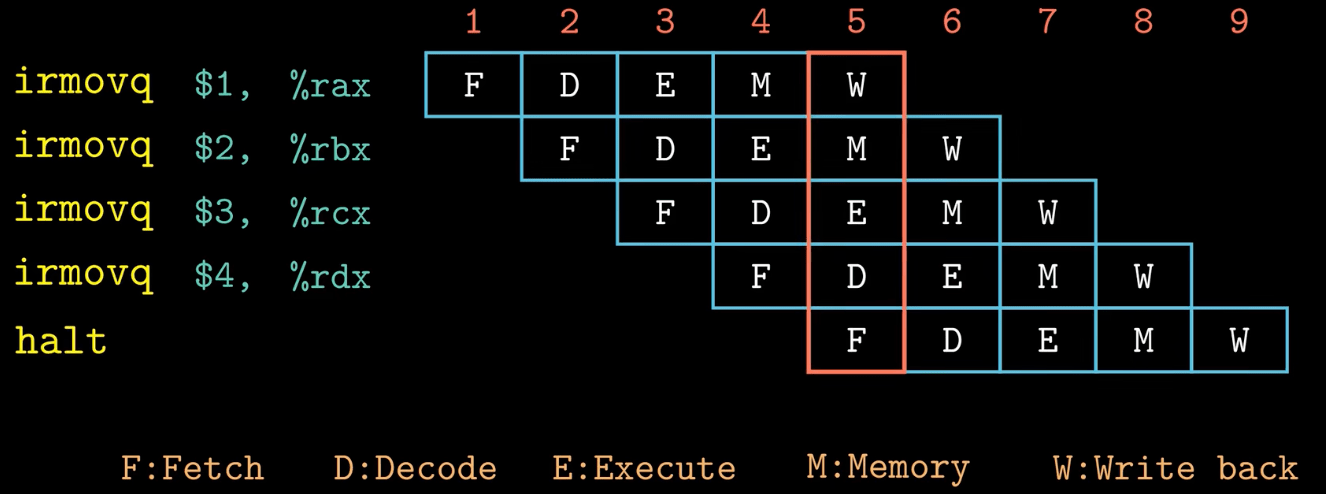 1 2 3 4 5 6 7 8 9
irmovq $1, %rax F D E M W
irmovq $2, %rbx F D E M W
irmovq $3, %rcx F D E M W
irmovq $4, %rdx F D E M W
halt F D E M W
F:Fetch D:Decode E:Execute M:Memory W:Write back